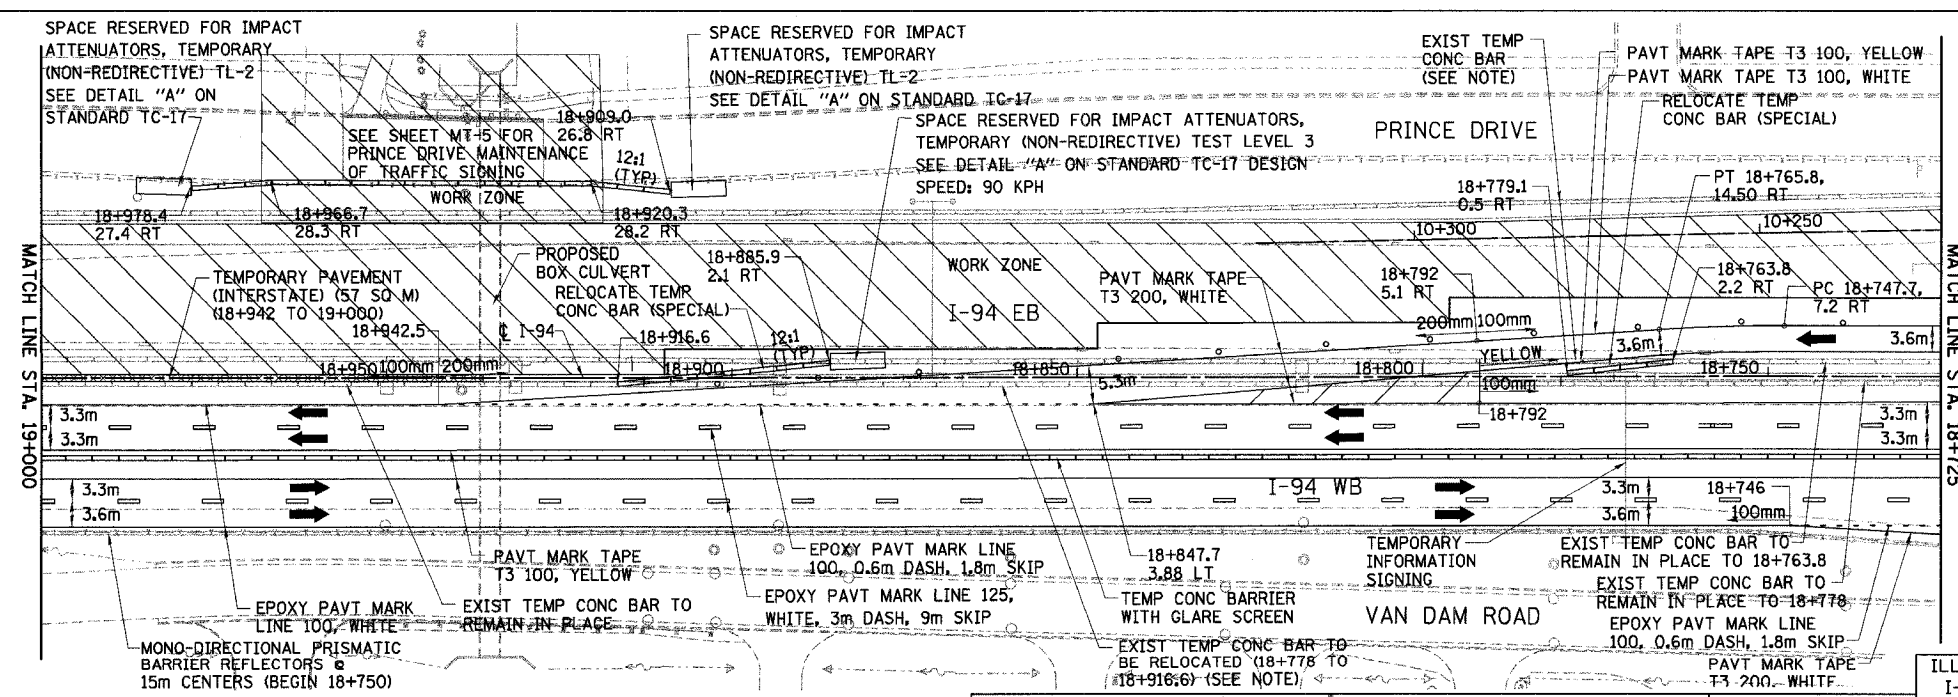 SPACE RESERVED FOR IMPACT
ATTENUATORS, TEMPORARY
(NON-REDIRECTIVE) TL-2
SEE DETAIL "A" ON
STANDARD TC-17
SPACE RESERVED FOR IMPACT
ATTENUATORS, TEMPORARY
(NON-REDIRECTIVE) TL-2
SEE DETAIL "A" ON STANDARD TC-17
SPACE RESERVED FOR IMPACT ATTENUATORS,
TEMPORARY (NON-REDIRECTIVE) TEST LEVEL 3
SEE DETAIL "A" ON STANDARD TC-17 DESIGN
SPEED: 90 KPH
EXIST TEMP
CONC BAR
(SEE NOTE)
PAVT MARK TAPE T3 100, YELLOW
PAVT MARK TAPE T3 100, WHITE
RELOCATE TEMP
CONC BAR (SPECIAL)
PRINCE DRIVE
18+909.0
26.8 RT
SEE SHEET MT-5 FOR
PRINCE DRIVE MAINTENANCE
OF TRAFFIC SIGNING
12:1
(TYP)
WORK ZONE
18+978.4
27.4 RT
18+966.7
28.3 RT
18+920.3
28.2 RT
18+779.1
0.5 RT
PT 18+765.8,
14.50 RT
10+300
10+250
MATCH LINE STA. 19+000
MATCH LINE STA. 18+725
TEMPORARY PAVEMENT
(INTERSTATE) (57 SQ M)
(18+942 TO 19+000)
PROPOSED
BOX CULVERT
RELOCATE TEMP
CONC BAR (SPECIAL)
18+885.9
2.1 RT
WORK ZONE
I-94 EB
PAVT MARK TAPE
T3 200, WHITE
18+792
5.1 RT
18+763.8
2.2 RT
PC 18+747.7,
7.2 RT
18+942.5
℄ I-94
18+916.6
12:1
(TYP)
200mm 100mm
3.6m
3.6m
YELLOW
18+950
100mm 200mm
18+900
18+850
5.3m
18+800
100mm
18+750
18+792
3.3m
3.3m
3.3m
3.3m
3.3m
3.6m
I-94 WB
3.3m
3.6m
18+746
100mm
PAVT MARK TAPE
T3 100, YELLOW
EPOXY PAVT MARK LINE
100, 0.6m DASH, 1.8m SKIP
18+847.7
3.88 LT
TEMPORARY
INFORMATION
SIGNING
EXIST TEMP CONC BAR TO
REMAIN IN PLACE TO 18+763.8
EXIST TEMP CONC BAR TO
REMAIN IN PLACE TO 18+778
EPOXY PAVT MARK
LINE 100, WHITE
EXIST TEMP CONC BAR TO
REMAIN IN PLACE
EPOXY PAVT MARK LINE 125,
WHITE, 3m DASH, 9m SKIP
TEMP CONC BARRIER
WITH GLARE SCREEN
VAN DAM ROAD
EPOXY PAVT MARK LINE
100, 0.6m DASH, 1.8m SKIP
MONO-DIRECTIONAL PRISMATIC
BARRIER REFLECTORS @
15m CENTERS (BEGIN 18+750)
EXIST TEMP CONC BAR TO
BE RELOCATED (18+778 TO
18+916.6) (SEE NOTE)
PAVT MARK TAPE
T3 200, WHITE
ILL
I-